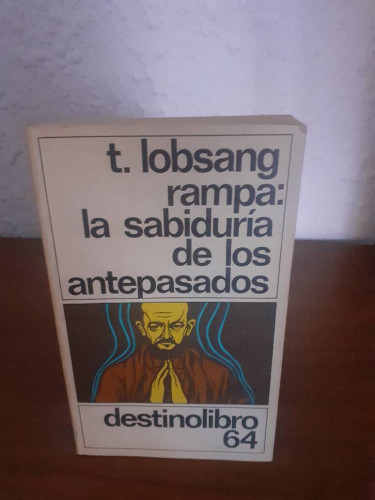 t. lobsang
rampa:
la sabiduría
de los
antepasados
destinolibro
64